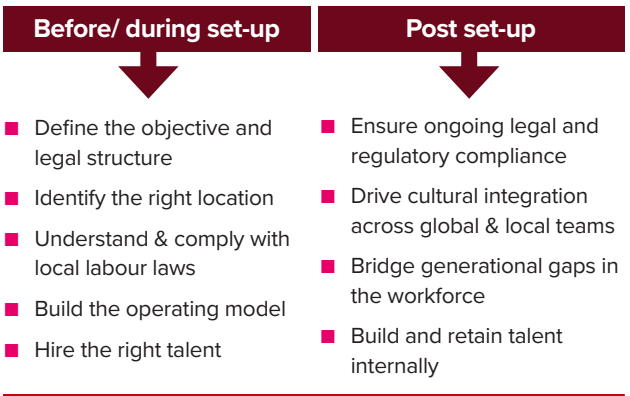 Before/ during set-up
Define the objective and
legal structure
Identify the right location
Understand & comply with
local labour laws
Build the operating model
Hire the right talent
Post set-up
Ensure ongoing legal and
regulatory compliance
Drive cultural integration
across global & local teams
Bridge generational gaps in
the workforce
Build and retain talent
internally